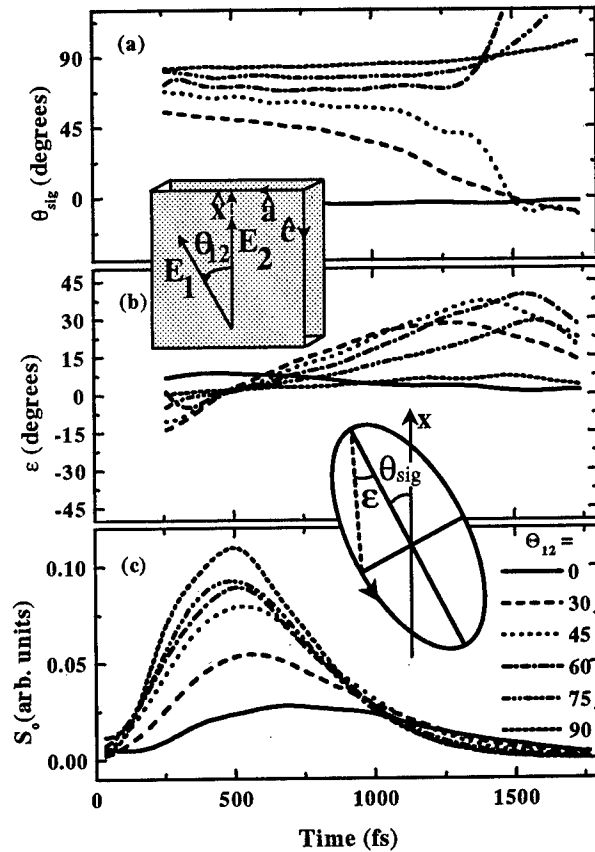 (a)
90
45
0
θsig (degrees)
x̂
â
ĉ
θ12
E1
E2
(b)
45
30
15
0
-15
-30
-45
ε (degrees)
x
θsig
ε
(c)
0.10
0.05
0.00
So(arb. units)
Θ12 =
0
30
45
60
75
90
0
500
1000
1500
Time (fs)